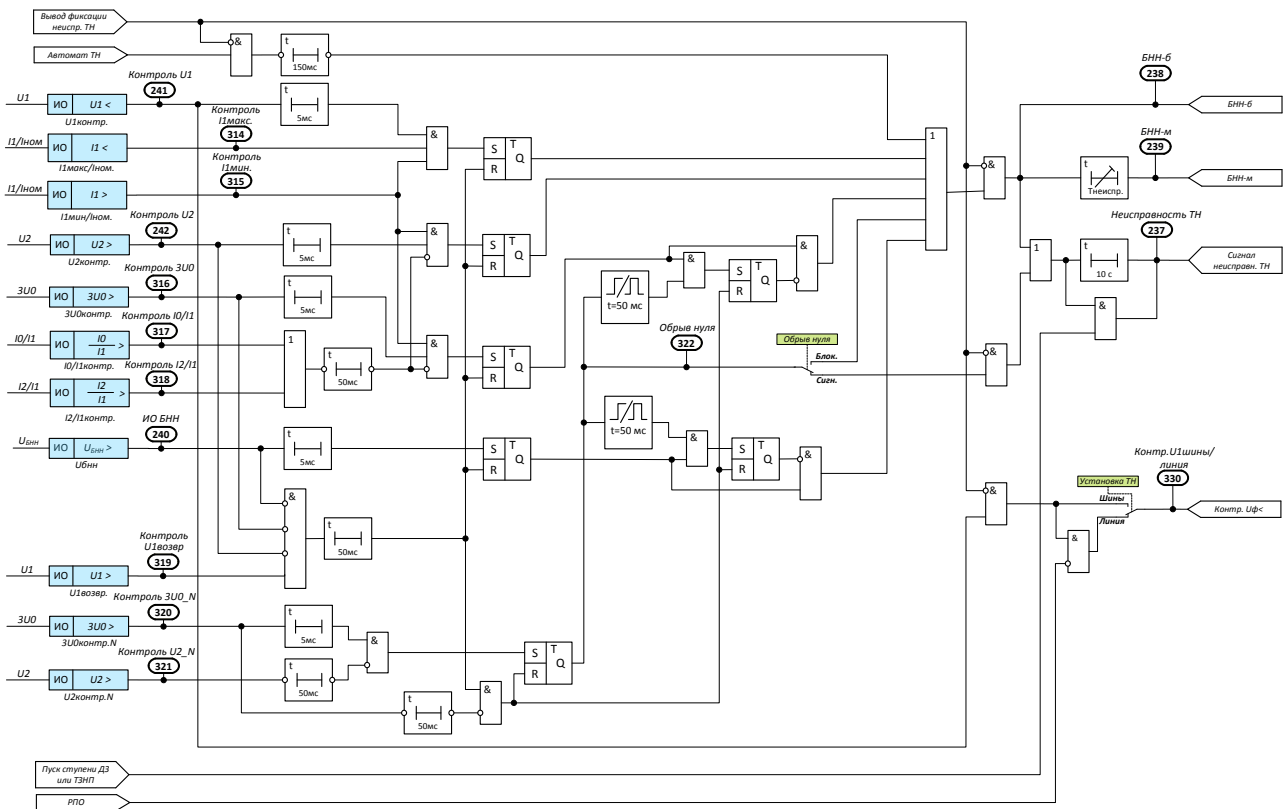 Вывод фиксации
неиспр. ТН
&
t
150мс
Автомат ТН
БНН-б
238
БНН-б
Контроль U1
241
U1
ИО
U1 <
U1контр.
t
5мс
Контроль
I1макс.
314
I1/Iном
ИО
I1 <
I1макс/Iном.
&
S
T
R
Q
1
&
БНН-м
239
t
Tнеиспр.
БНН-м
Контроль
I1мин.
315
I1/Iном
ИО
I1 >
I1мин/Iном.
Контроль U2
242
U2
ИО
U2 >
U2контр.
t
5мс
&
S
T
R
Q
&
&
S
T
R
Q
t=50 мс
Неисправность ТН
237
1
t
10 с
Сигнал
неисправн. ТН
&
Контроль 3U0
316
3U0
ИО
3U0 >
3U0контр.
t
5мс
Контроль I0/I1
317
I0/I1
ИО
I0
I1
>
I0/I1контр.
1
t
50мс
&
S
T
R
Q
Обрыв нуля
322
Обрыв нуля
Блок.
Сигн.
&
Контроль I2/I1
318
I2/I1
ИО
I2
I1
>
I2/I1контр.
t=50 мс
ИО БНН
240
UБНН
ИО
UБНН >
Uбнн
t
5мс
S
T
R
Q
&
S
T
R
Q
&
&
t
50мс
&
Контр.U1шины/
линия
330
Установка ТН
Шины
Линия
Контр. Uф<
&
Контроль
U1возвр
319
U1
ИО
U1 >
U1возвр.
Контроль 3U0_N
320
3U0
ИО
3U0 >
3U0контр.N
t
5мс
&
S
T
R
Q
Контроль U2_N
321
U2
ИО
U2 >
U2контр.N
t
50мс
t
50мс
&
Пуск ступени ДЗ
или ТЗНП
РПО